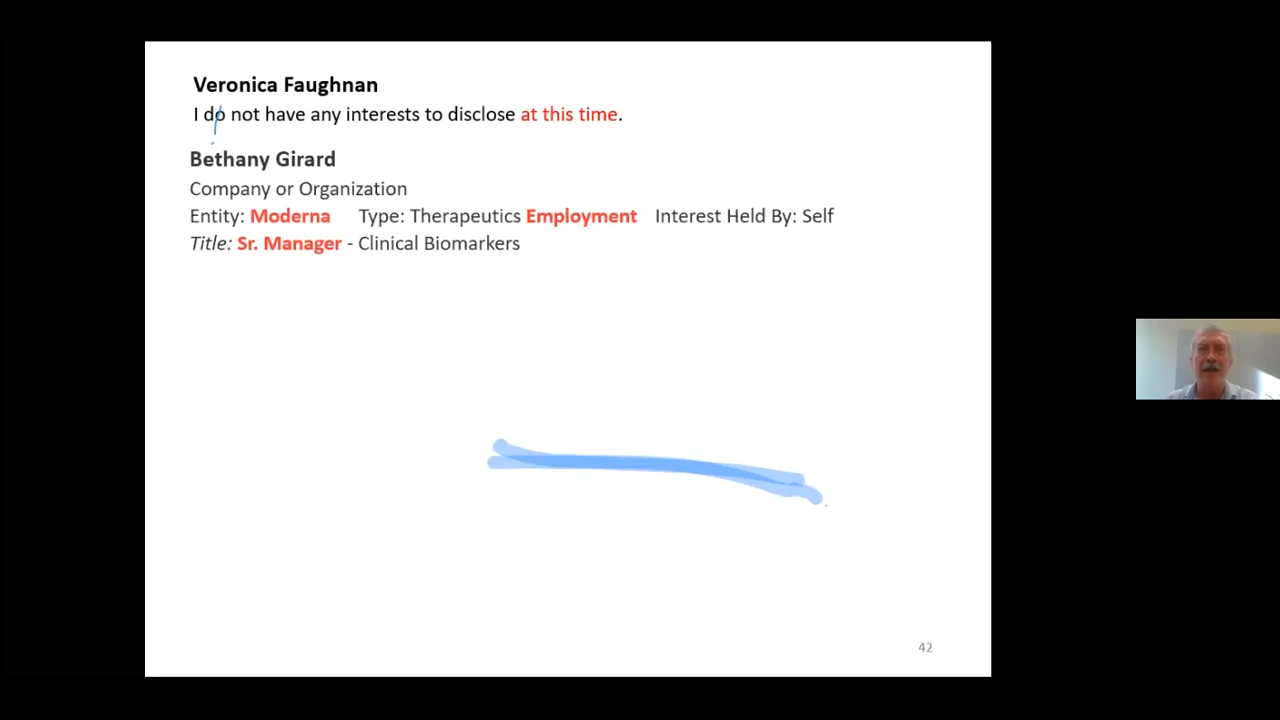 Veronica Faughnan
I do not have any interests to disclose at this time.
Bethany Girard
Company or Organization
Entity: Moderna Type: Therapeutics Employment Interest Held By: Self
Title: Sr. Manager - Clinical Biomarkers
42